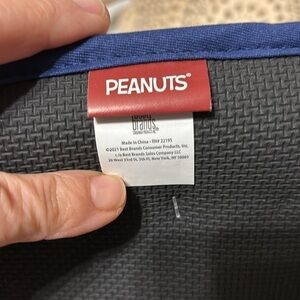 PEANUTS®
brands®
Made in China - RN# 22195
©2021 Best Brands Consumer Products, Inc.
c/o Best Brands Sales Company LLC
20 West 33rd St, 5th Fl, New York, NY 10001